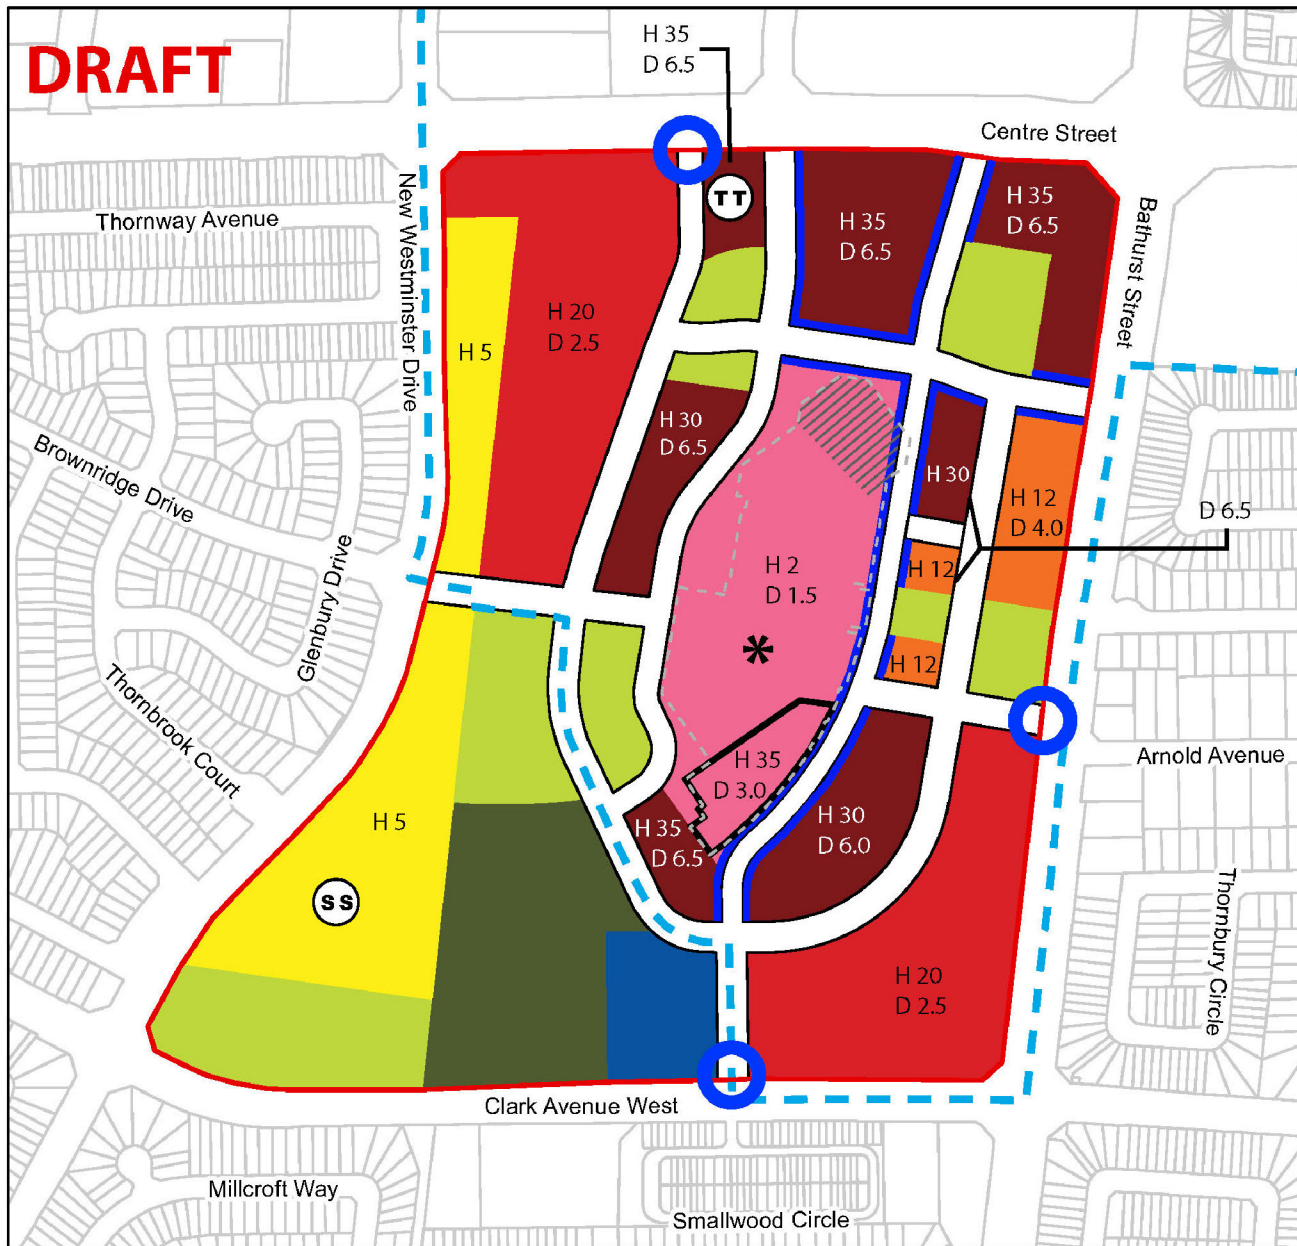 DRAFT
H 35
D 6.5
Centre Street
TT
H 35
D 6.5
H 35
D 6.5
Thornway Avenue
New Westminster Drive
Bathurst Street
H 20
D 2.5
H 5
H 30
D 6.5
Brownridge Drive
H 30
H 12
D 4.0
D 6.5
Glenbury Drive
H 2
D 1.5
*
H 12
H 12
Thornbrook Court
Arnold Avenue
H 35
D 3.0
H 5
H 35
D 6.5
H 30
D 6.0
SS
Thornbury Circle
H 20
D 2.5
Clark Avenue West
Millcroft Way
Smallwood Circle